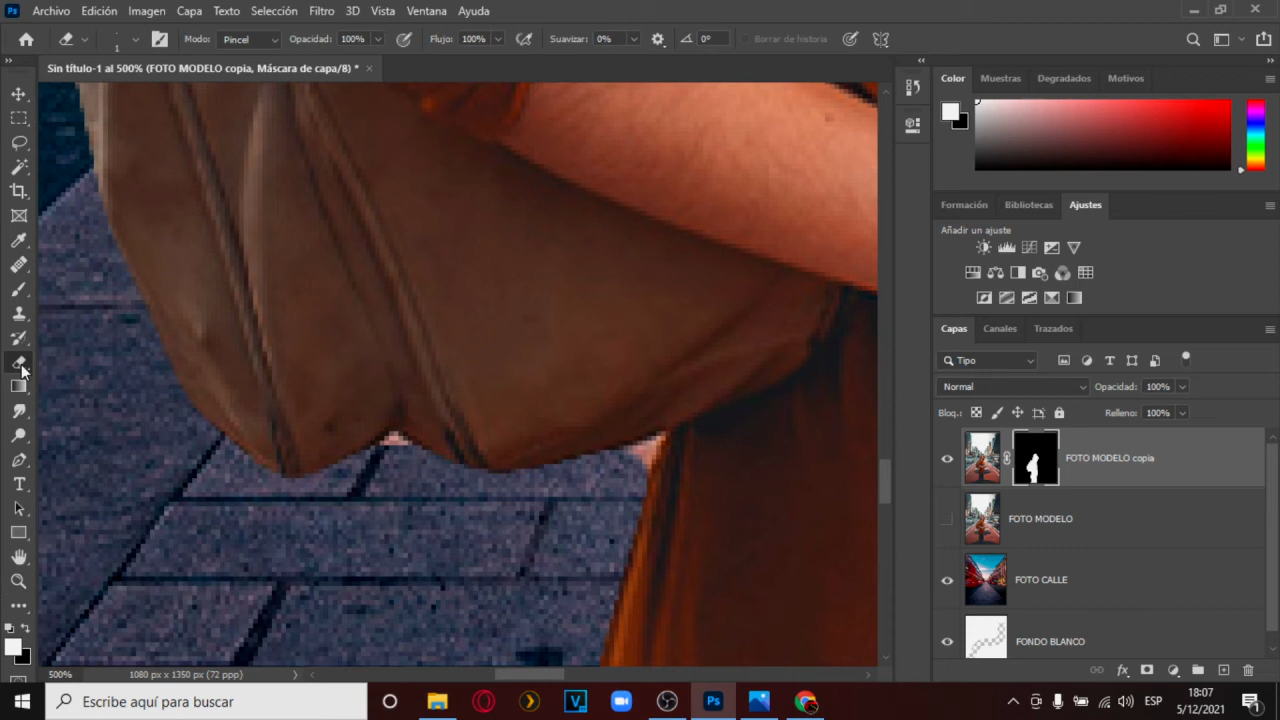 Ps Archivo Edición Imagen Capa Texto Selección Filtro 3D Vista Ventana Ayuda
1 Modo: Pincel Opacidad: 100% Flujo: 100% Suavizar: 0% 0° Borrar de historia
Sin título-1 al 500% (FOTO MODELO copia, Máscara de capa/8) * ×
Color Muestras Degradados Motivos
Formación Bibliotecas Ajustes
Añadir un ajuste
Capas Canales Trazados
Tipo
Normal Opacidad: 100%
Bloq.: Relleno: 100%
FOTO MODELO copia
FOTO MODELO
FOTO CALLE
FONDO BLANCO
500% 1080 px x 1350 px (72 ppp)
Escribe aquí para buscar
Ps
ESP
18:07
5/12/2021
1